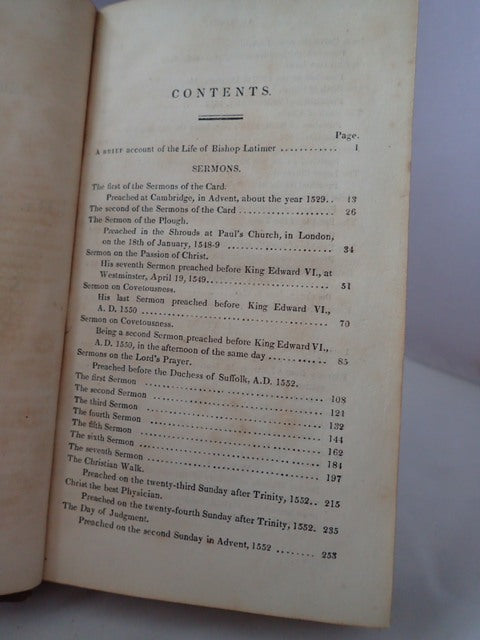 CONTENTS.
Page.
A BRIEF account of the Life of Bishop Latimer ........... 1
SERMONS.
The first of the Sermons of the Card.
Preached at Cambridge, in Advent, about the year 1529.. 13
The second of the Sermons of the Card .................. 26
The Sermon of the Plough.
Preached in the Shrouds at Paul's Church, in London,
on the 18th of January, 1548-9 ..................... 34
Sermon on the Passion of Christ.
His seventh Sermon preached before King Edward VI., at
Westminster, April 19, 1549....................... 51
Sermon on Covetousness.
His last Sermon preached before King Edward VI.,
A. D. 1550 ................................... 70
Sermon on Covetousness.
Being a second Sermon preached before King Edward VI.,
A. D. 1550, in the afternoon of the same day ........ 85
Sermons on the Lord's Prayer.
Preached before the Duchess of Suffolk, A.D. 1552.
The first Sermon .............................. 108
The second Sermon ............................. 121
The third Sermon .............................. 132
The fourth Sermon ............................. 144
The fifth Sermon .............................. 162
The sixth Sermon .............................. 184
The seventh Sermon ............................ 197
The Christian Walk.
Preached on the twenty-third Sunday after Trinity, 1552.. 215
Christ the best Physician.
Preached on the twenty-fourth Sunday after Trinity, 1552. 235
The Day of Judgment.
Preached on the second Sunday in Advent, 1552 ........ 253